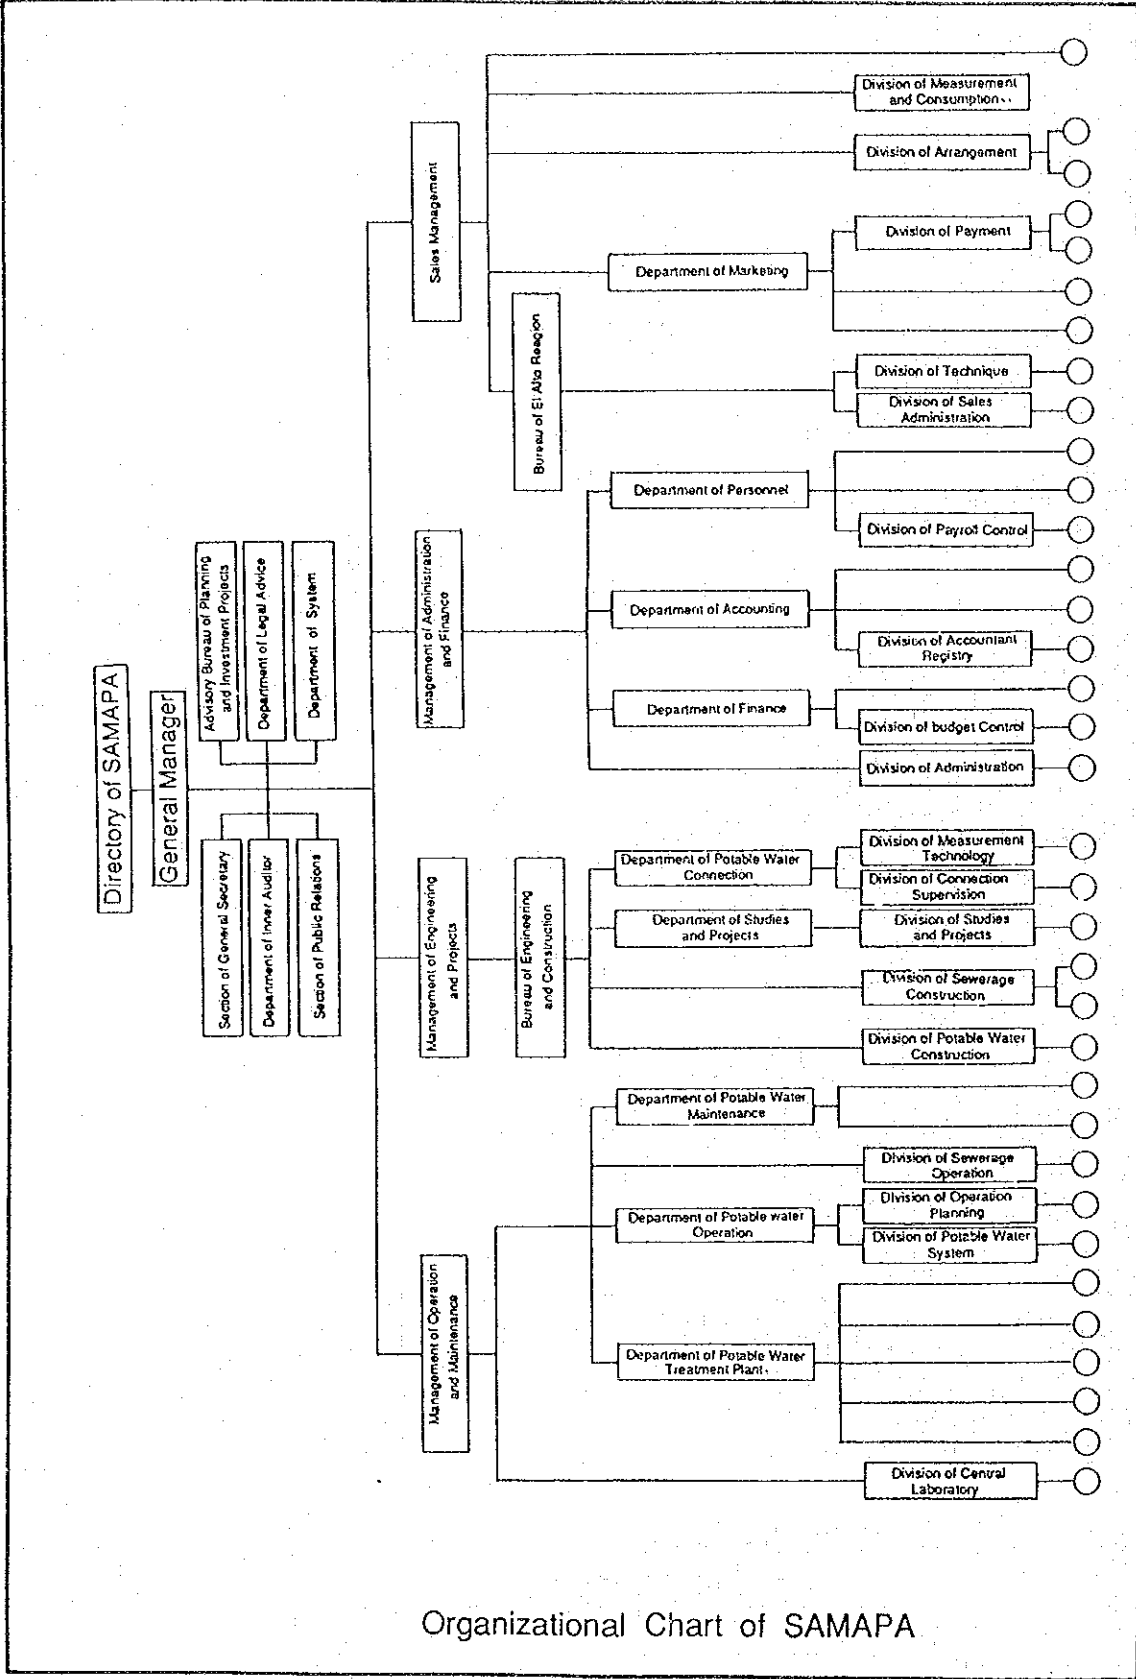 Directory of SAMAPA
General Manager
Advisory Bureau of Planning
and Investment Projects
Department of Legal Advice
Department of System
Section of General Secretary
Department of Inner Auditor
Section of Public Relations
Sales Management
Division of Measurement
and Consumption
Division of Arrangement
Department of Marketing
Division of Payment
Bureau of El Alto Reagion
Division of Technique
Division of Sales
Administration
Management of Administration
and Finance
Department of Personnel
Division of Payroll Control
Department of Accounting
Division of Accountant
Registry
Department of Finance
Division of budget Control
Division of Administration
Management of Engineering
and Projects
Bureau of Engineering
and Construction
Department of Potable Water
Connection
Division of Measurement
Technology
Division of Connection
Supervision
Department of Studies
and Projects
Division of Studies
and Projects
Division of Sewerage
Construction
Division of Potable Water
Construction
Management of Operation
and Maintenance
Department of Potable Water
Maintenance
Division of Sewerage
Operation
Department of Potable water
Operation
Division of Operation
Planning
Division of Potable Water
System
Department of Potable Water
Treatment Plant
Division of Central
Laboratory
Organizational Chart of SAMAPA